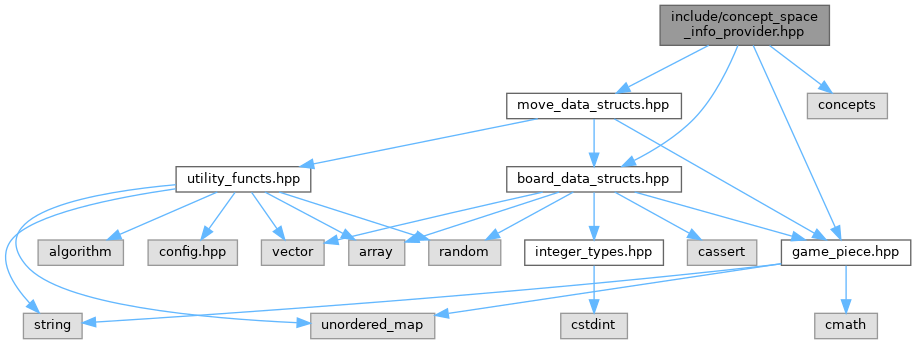 include/concept_space
_info_provider.hpp
move_data_structs.hpp
concepts
utility_functs.hpp
board_data_structs.hpp
algorithm
config.hpp
vector
array
random
integer_types.hpp
cassert
game_piece.hpp
string
unordered_map
cstdint
cmath